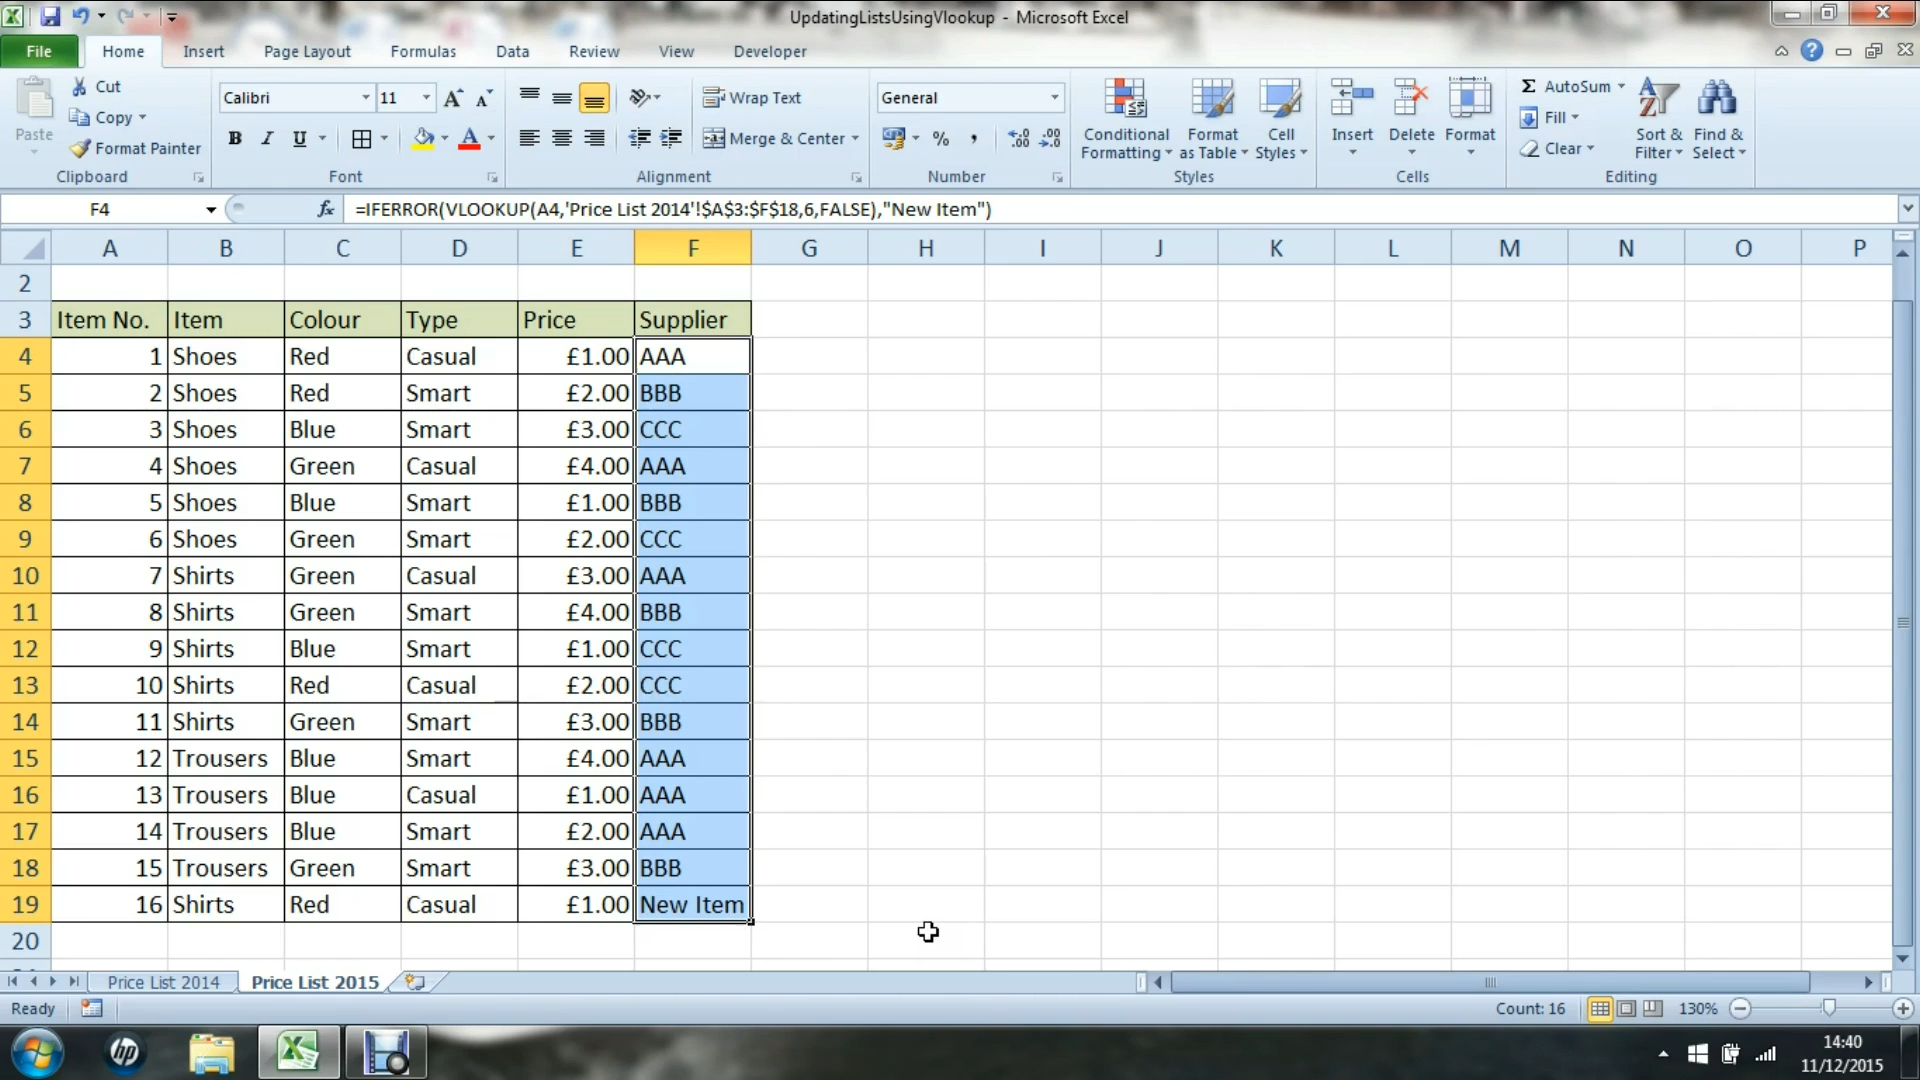 UpdatingListsUsingVlookup - Microsoft Excel
File Home Insert Page Layout Formulas Data Review View Developer
Paste
Cut
Copy
Format Painter
Clipboard
Calibri 11
B I U A
Font
Wrap Text
Merge & Center
Alignment
General
% ,
Number
Conditional Formatting
Format as Table
Cell Styles
Styles
Insert Delete Format
Cells
Σ AutoSum
Fill
Clear
Sort & Filter
Find & Select
Editing
F4 fx =IFERROR(VLOOKUP(A4,'Price List 2014'!$A$3:$F$18,6,FALSE),"New Item")
A B C D E F G H I J K L M N O P
2
3 Item No. Item Colour Type Price Supplier
4 1 Shoes Red Casual £1.00 AAA
5 2 Shoes Red Smart £2.00 BBB
6 3 Shoes Blue Smart £3.00 CCC
7 4 Shoes Green Casual £4.00 AAA
8 5 Shoes Blue Smart £1.00 BBB
9 6 Shoes Green Smart £2.00 CCC
10 7 Shirts Green Casual £3.00 AAA
11 8 Shirts Green Smart £4.00 BBB
12 9 Shirts Blue Smart £1.00 CCC
13 10 Shirts Red Casual £2.00 CCC
14 11 Shirts Green Smart £3.00 BBB
15 12 Trousers Blue Smart £4.00 AAA
16 13 Trousers Blue Casual £1.00 AAA
17 14 Trousers Blue Smart £2.00 AAA
18 15 Trousers Green Smart £3.00 BBB
19 16 Shirts Red Casual £1.00 New Item
20
Price List 2014 Price List 2015
Ready Count: 16 130%
hp
14:40
11/12/2015